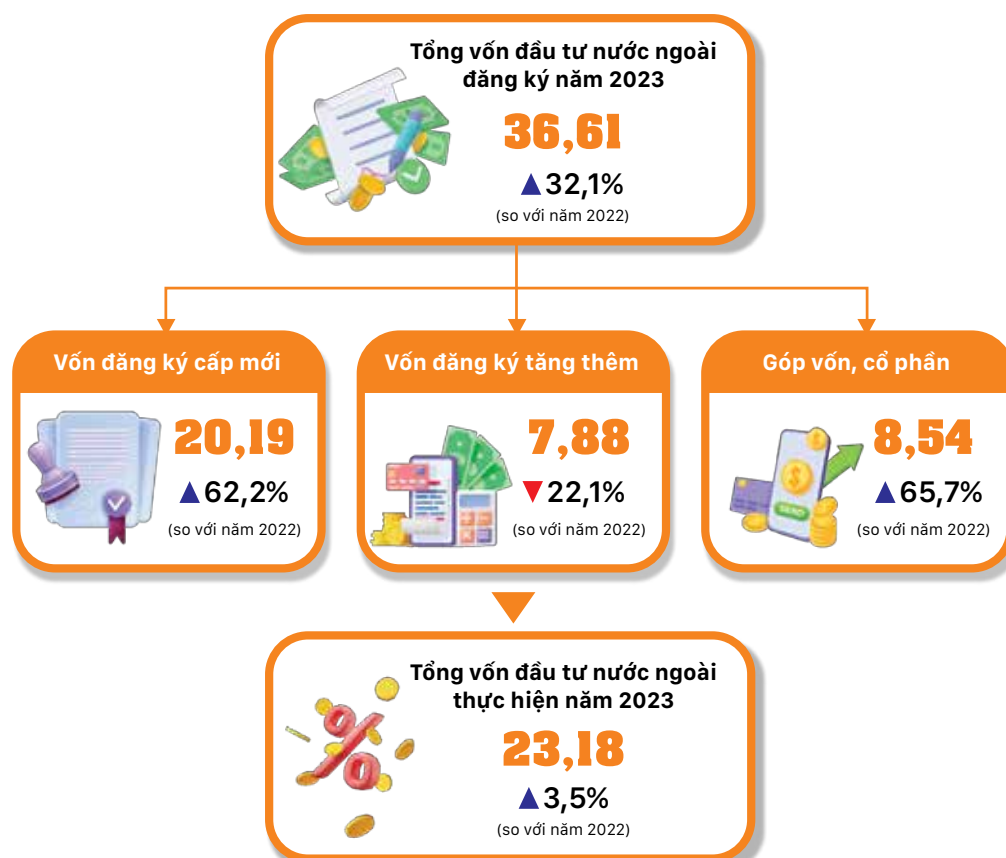 Tổng vốn đầu tư nước ngoài
đăng ký năm 2023
36,61
▲32,1%
(so với năm 2022)
Vốn đăng ký cấp mới
20,19
▲62,2%
(so với năm 2022)
Vốn đăng ký tăng thêm
7,88
▼22,1%
(so với năm 2022)
Góp vốn, cổ phần
8,54
▲65,7%
(so với năm 2022)
Tổng vốn đầu tư nước ngoài
thực hiện năm 2023
23,18
▲3,5%
(so với năm 2022)